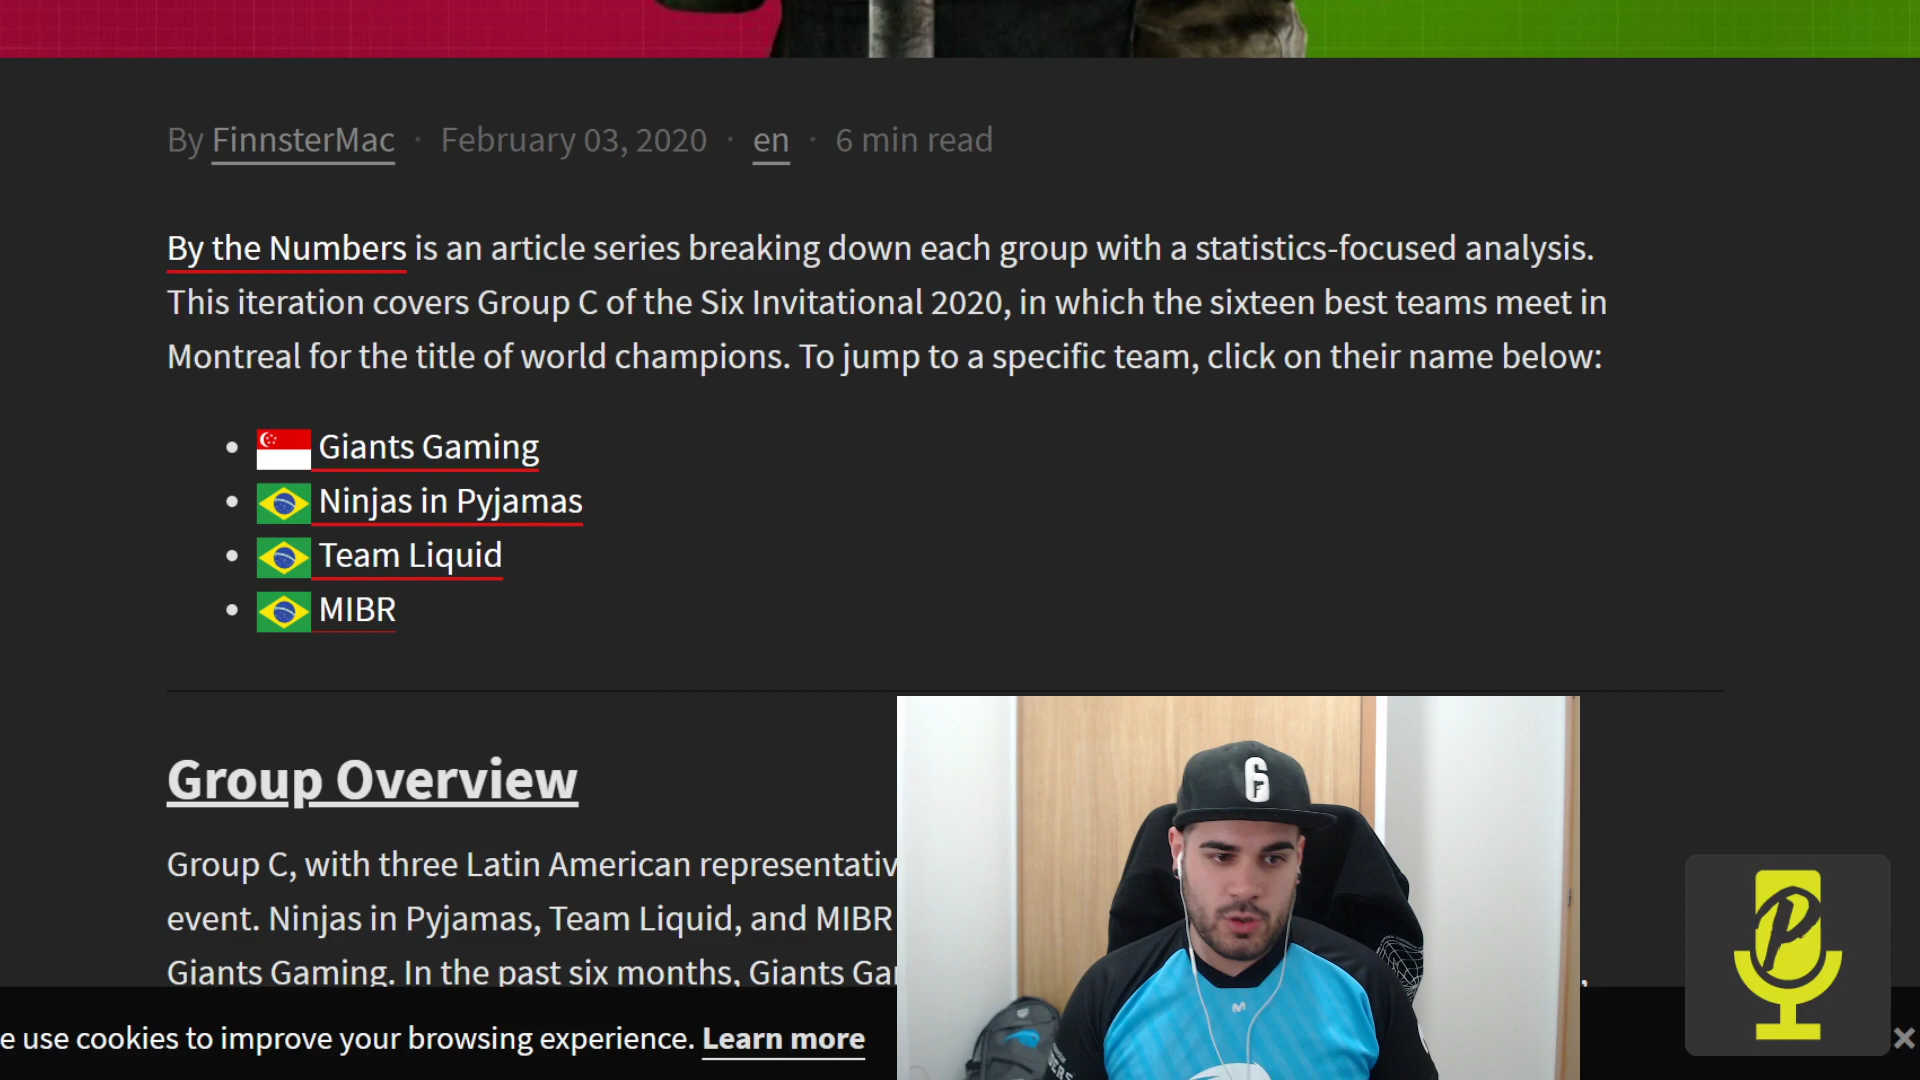 By FinnsterMac · February 03, 2020 · en · 6 min read
By the Numbers is an article series breaking down each group with a statistics-focused analysis.
This iteration covers Group C of the Six Invitational 2020, in which the sixteen best teams meet in
Montreal for the title of world champions. To jump to a specific team, click on their name below:
• Giants Gaming
• Ninjas in Pyjamas
• Team Liquid
• MIBR
Group Overview
Group C, with three Latin American representativ
event. Ninjas in Pyjamas, Team Liquid, and MIBR
Giants Gaming. In the past six months, Giants Gar
e use cookies to improve your browsing experience. Learn more
×
6
P